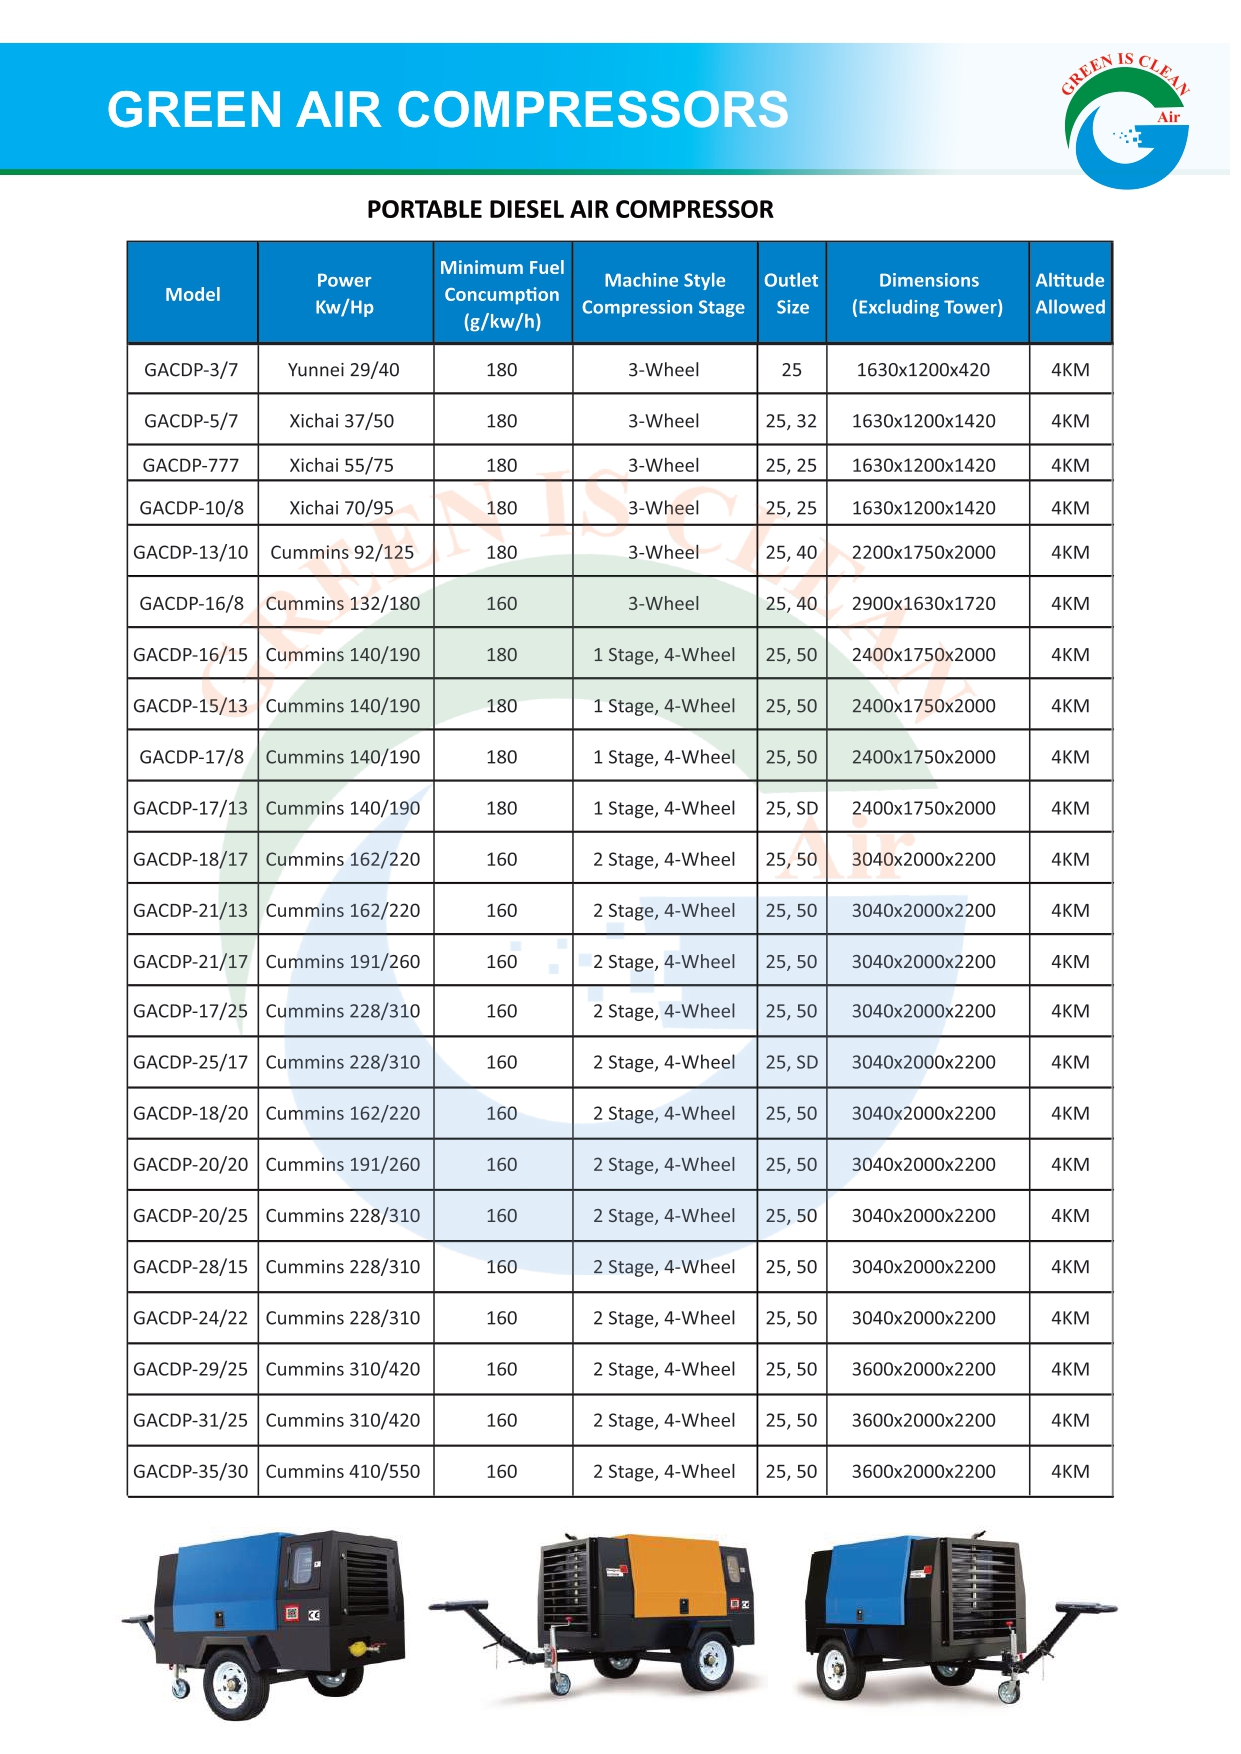 GREEN AIR COMPRESSORS
GREEN IS CLEAN
Air
PORTABLE DIESEL AIR COMPRESSOR
Model Power Kw/Hp Minimum Fuel Concumption (g/kw/h) Machine Style Compression Stage Outlet Size Dimensions (Excluding Tower) Altitude Allowed
GACDP-3/7 Yunnei 29/40 180 3-Wheel 25 1630x1200x420 4KM
GACDP-5/7 Xichai 37/50 180 3-Wheel 25, 32 1630x1200x1420 4KM
GACDP-777 Xichai 55/75 180 3-Wheel 25, 25 1630x1200x1420 4KM
GACDP-10/8 Xichai 70/95 180 3-Wheel 25, 25 1630x1200x1420 4KM
GACDP-13/10 Cummins 92/125 180 3-Wheel 25, 40 2200x1750x2000 4KM
GACDP-16/8 Cummins 132/180 160 3-Wheel 25, 40 2900x1630x1720 4KM
GACDP-16/15 Cummins 140/190 180 1 Stage, 4-Wheel 25, 50 2400x1750x2000 4KM
GACDP-15/13 Cummins 140/190 180 1 Stage, 4-Wheel 25, 50 2400x1750x2000 4KM
GACDP-17/8 Cummins 140/190 180 1 Stage, 4-Wheel 25, 50 2400x1750x2000 4KM
GACDP-17/13 Cummins 140/190 180 1 Stage, 4-Wheel 25, SD 2400x1750x2000 4KM
GACDP-18/17 Cummins 162/220 160 2 Stage, 4-Wheel 25, 50 3040x2000x2200 4KM
GACDP-21/13 Cummins 162/220 160 2 Stage, 4-Wheel 25, 50 3040x2000x2200 4KM
GACDP-21/17 Cummins 191/260 160 2 Stage, 4-Wheel 25, 50 3040x2000x2200 4KM
GACDP-17/25 Cummins 228/310 160 2 Stage, 4-Wheel 25, 50 3040x2000x2200 4KM
GACDP-25/17 Cummins 228/310 160 2 Stage, 4-Wheel 25, SD 3040x2000x2200 4KM
GACDP-18/20 Cummins 162/220 160 2 Stage, 4-Wheel 25, 50 3040x2000x2200 4KM
GACDP-20/20 Cummins 191/260 160 2 Stage, 4-Wheel 25, 50 3040x2000x2200 4KM
GACDP-20/25 Cummins 228/310 160 2 Stage, 4-Wheel 25, 50 3040x2000x2200 4KM
GACDP-28/15 Cummins 228/310 160 2 Stage, 4-Wheel 25, 50 3040x2000x2200 4KM
GACDP-24/22 Cummins 228/310 160 2 Stage, 4-Wheel 25, 50 3040x2000x2200 4KM
GACDP-29/25 Cummins 310/420 160 2 Stage, 4-Wheel 25, 50 3600x2000x2200 4KM
GACDP-31/25 Cummins 310/420 160 2 Stage, 4-Wheel 25, 50 3600x2000x2200 4KM
GACDP-35/30 Cummins 410/550 160 2 Stage, 4-Wheel 25, 50 3600x2000x2200 4KM
GREEN IS CLEAN
Air
CE
CE